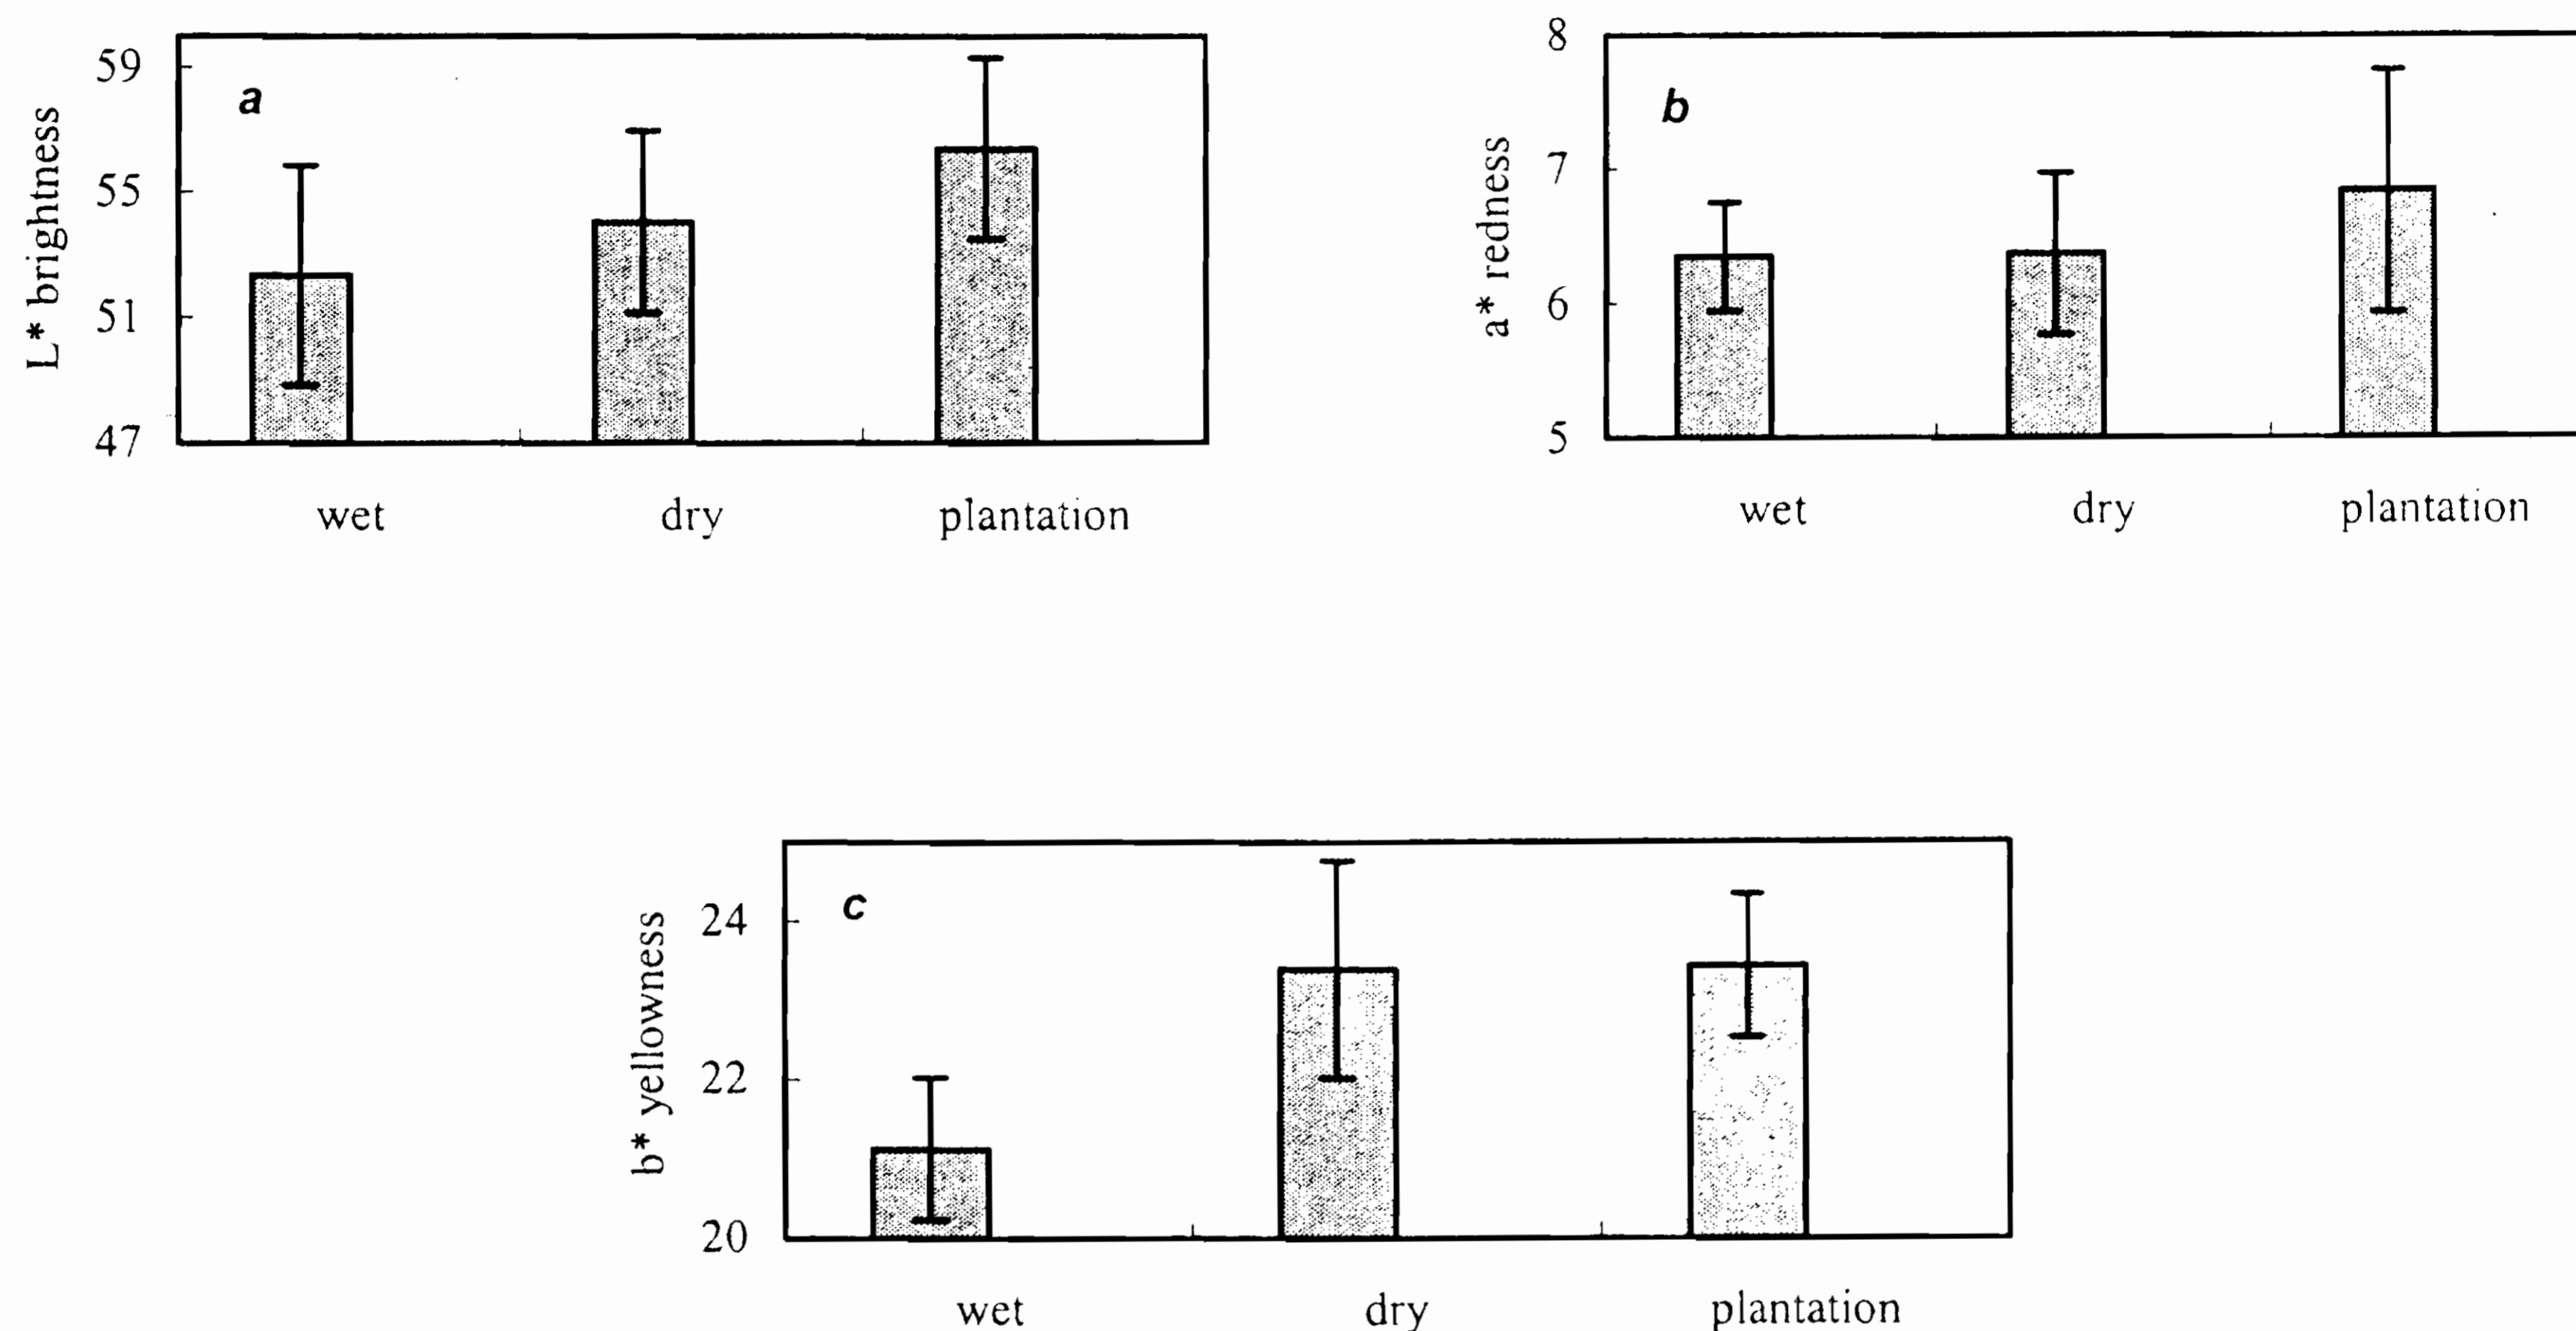 a
L* brightness
59
55
51
47
wet dry plantation
b
a* redness
8
7
6
5
wet dry plantation
c
b* yellowness
24
22
20
wet dry plantation